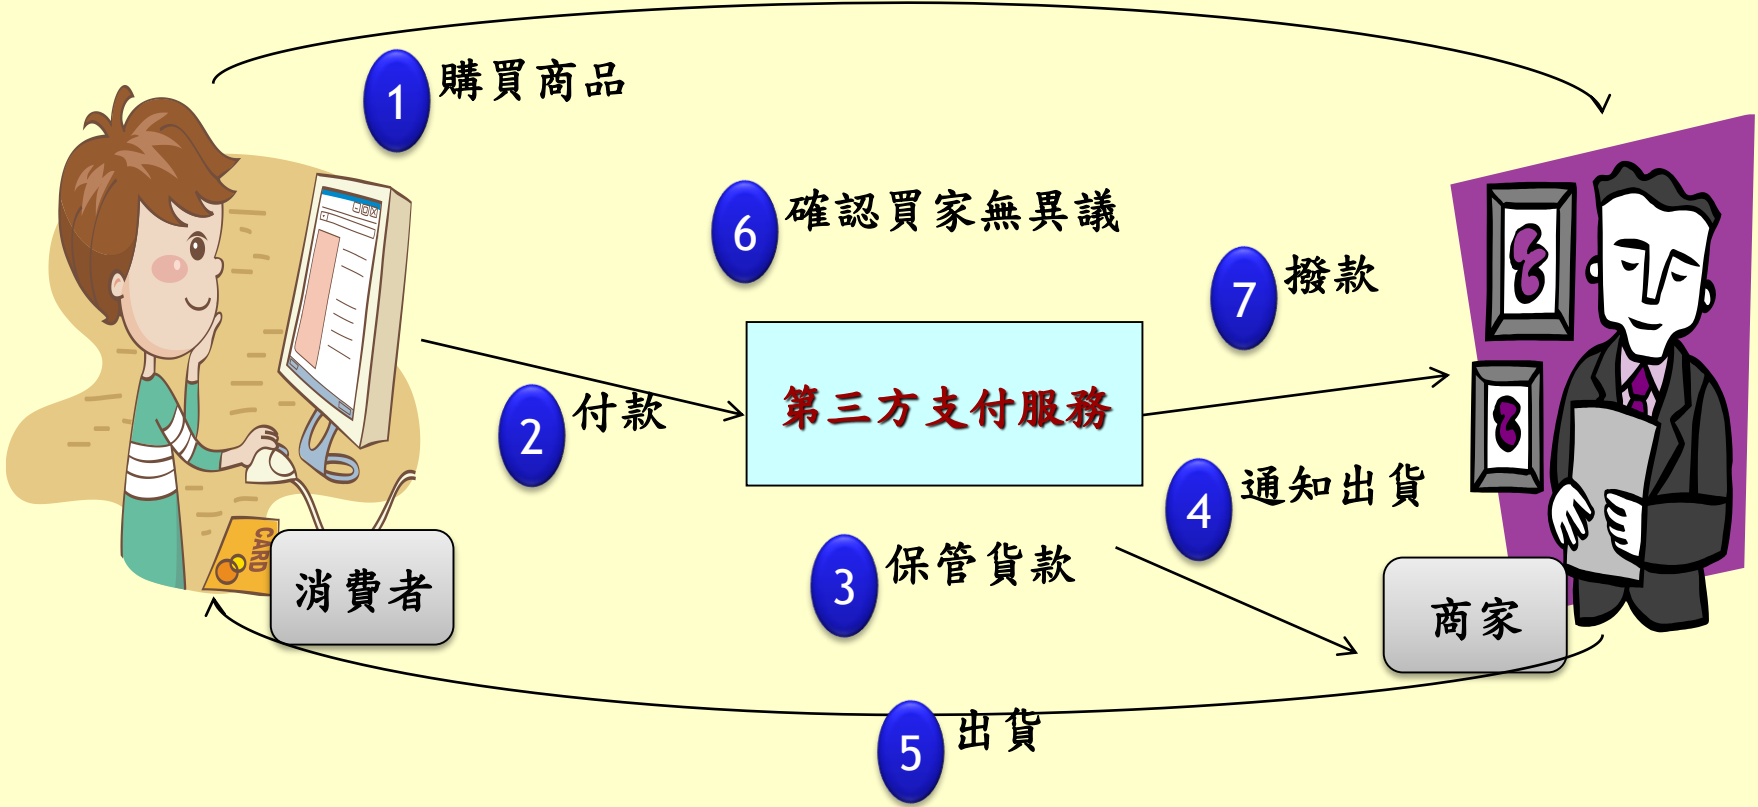 1 購買商品
6 確認買家無異議
7 撥款
第三方支付服務
2 付款
4 通知出貨
3 保管貨款
CARD
消費者
商家
5 出貨